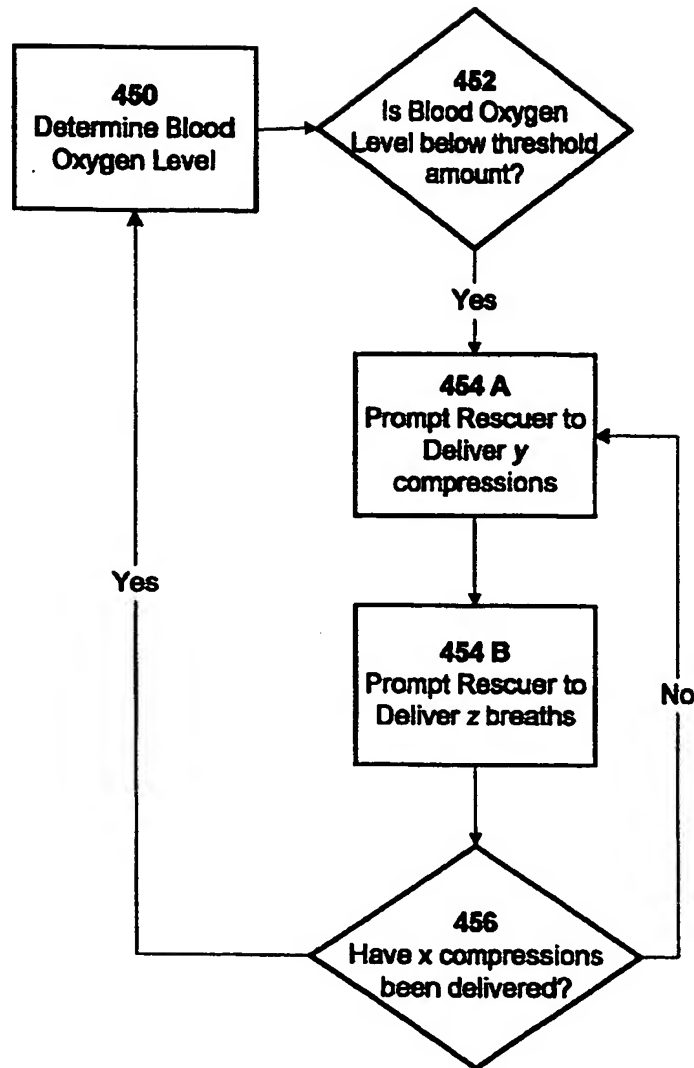 450
Determine Blood
Oxygen Level
452
Is Blood Oxygen
Level below threshold
amount?
Yes
454 A
Prompt Rescuer to
Deliver y
compressions
454 B
Prompt Rescuer to
Deliver z breaths
Yes
No
456
Have x compressions
been delivered?